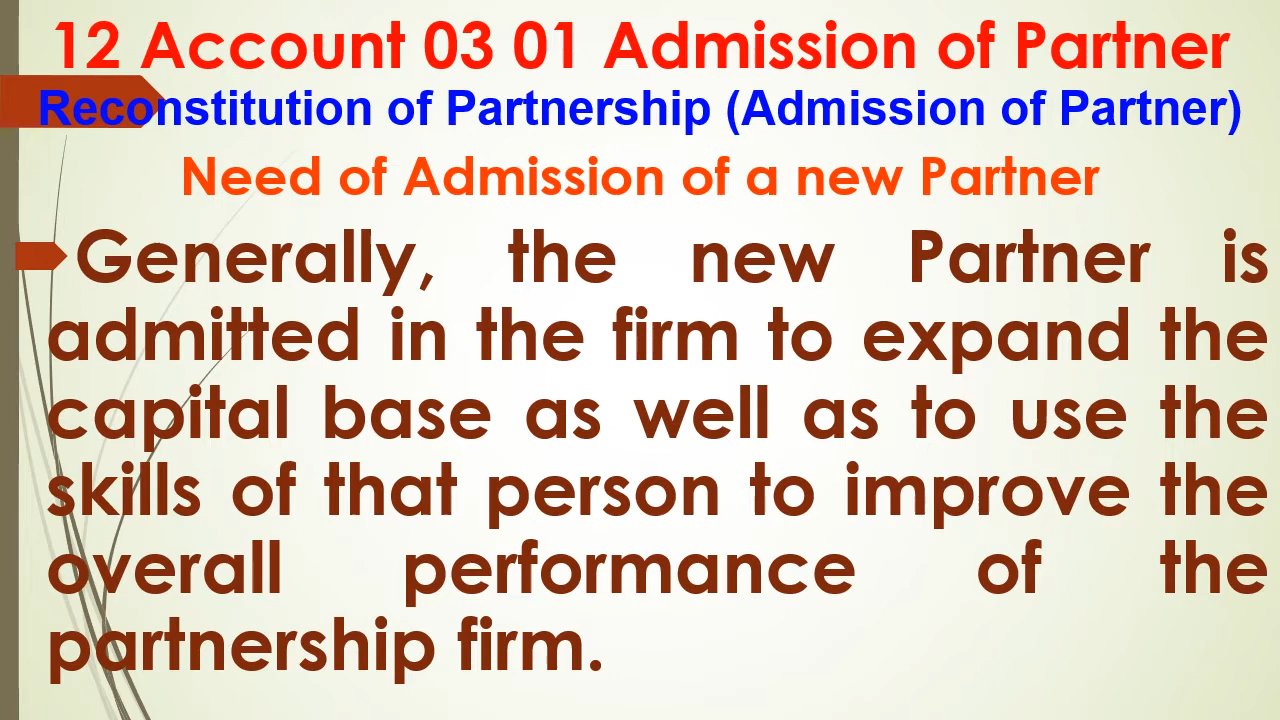 12 Account 03 01 Admission of Partner
Reconstitution of Partnership (Admission of Partner)
Need of Admission of a new Partner
Generally, the new Partner is
admitted in the firm to expand the
capital base as well as to use the
skills of that person to improve the
overall performance of the
partnership firm.